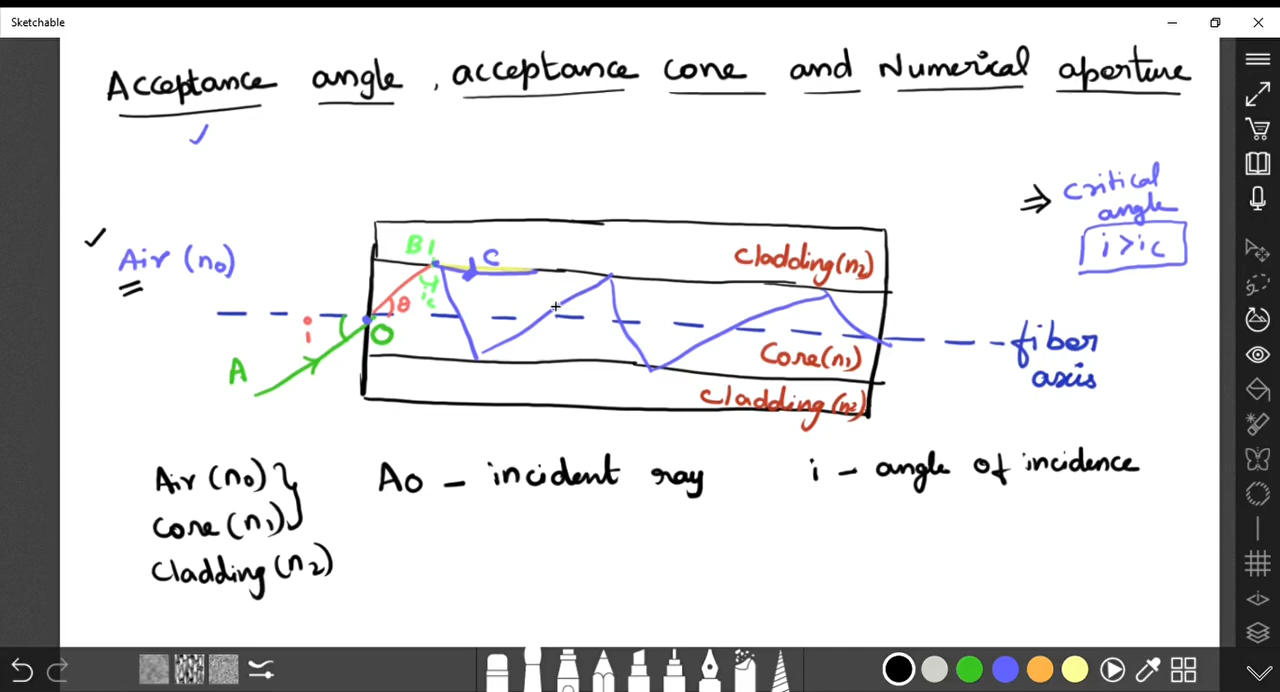 Sketchable
Acceptance angle, acceptance cone and Numerical aperture
⇒ critical
angle
i > ic
Air (n0)
B1
C
Cladding (n2)
θ
ic
i
O
A
Core (n1)
fiber
axis
Cladding (n2)
Air (n0)
Core (n1)
Cladding (n2)
AO - incident ray
i - angle of incidence